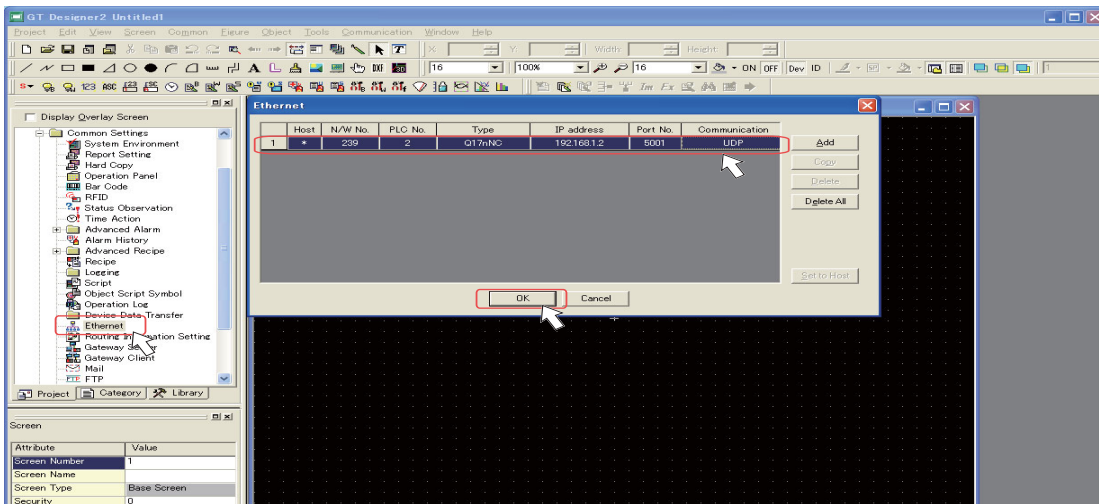 GT Designer2 Untitled1
Project Edit View Screen Common Figure Object Tools Communication Window Help
X Y Width Height
16 100% 16 ON OFF Dev ID
123 ASC Im Fx
Display Overlay Screen
Common Settings
System Environment
Report Setting
Hard Copy
Operation Panel
Bar Code
RFID
Status Observation
Time Action
Advanced Alarm
Alarm History
Advanced Recipe
Recipe
Logging
Script
Object Script Symbol
Operation Log
Device Data Transfer
Ethernet
Routing Information Setting
Gateway Server
Gateway Client
Mail
FTP
Project Category Library
Ethernet
Host N/W No. PLC No. Type IP address Port No. Communication
1 * 239 2 Q17nNC 192.168.1.2 5001 UDP
Add
Copy
Delete
Delete All
Set to Host
OK Cancel
Screen
Attribute Value
Screen Number 1
Screen Name
Screen Type Base Screen
Security 0